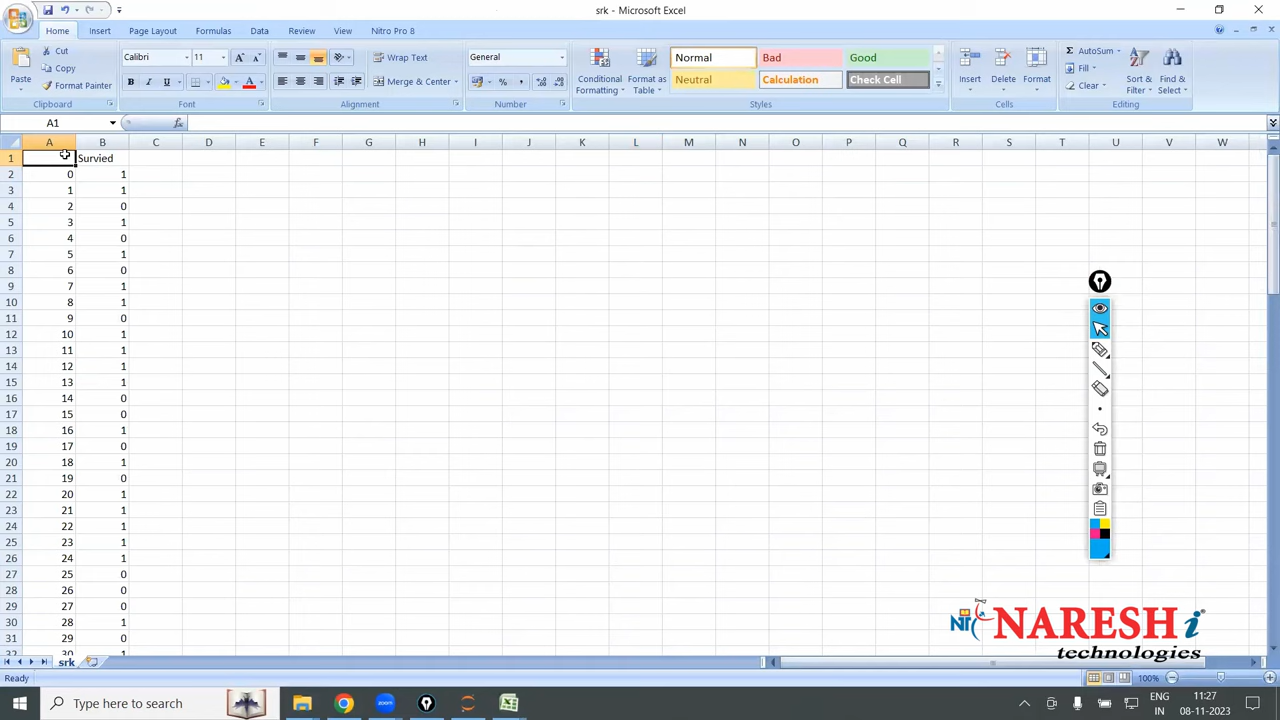 srk - Microsoft Excel
Home Insert Page Layout Formulas Data Review View Nitro Pro 8
Paste Cut Copy Format Painter Clipboard
Calibri 11 B I U A Font
Wrap Text Merge & Center Alignment
General % , Number
Conditional Formatting Format as Table Normal Bad Good Neutral Calculation Check Cell Styles
Insert Delete Format Cells
Σ AutoSum Fill Clear Sort & Filter Find & Select Editing
A1 fx
A B C D E F G H I J K L M N O P Q R S T U V W
1 Survied
2 0 1
3 1 1
4 2 0
5 3 1
6 4 0
7 5 1
8 6 0
9 7 1
10 8 1
11 9 0
12 10 1
13 11 1
14 12 1
15 13 1
16 14 0
17 15 0
18 16 1
19 17 0
20 18 1
21 19 0
22 20 1
23 21 1
24 22 1
25 23 1
26 24 1
27 25 0
28 26 0
29 27 0
30 28 1
31 29 0
32 30 1
NT NARESH i technologies
srk
Ready 100%
Type here to search zoom ENG IN 11:27 08-11-2023